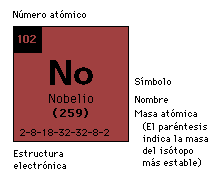 Número atómico
102
No
Nobelio
(259)
2-8-18-32-32-8-2
Símbolo
Nombre
Masa atómica
(El paréntesis
indica la masa
del isótopo
más estable)
Estructura
electrónica